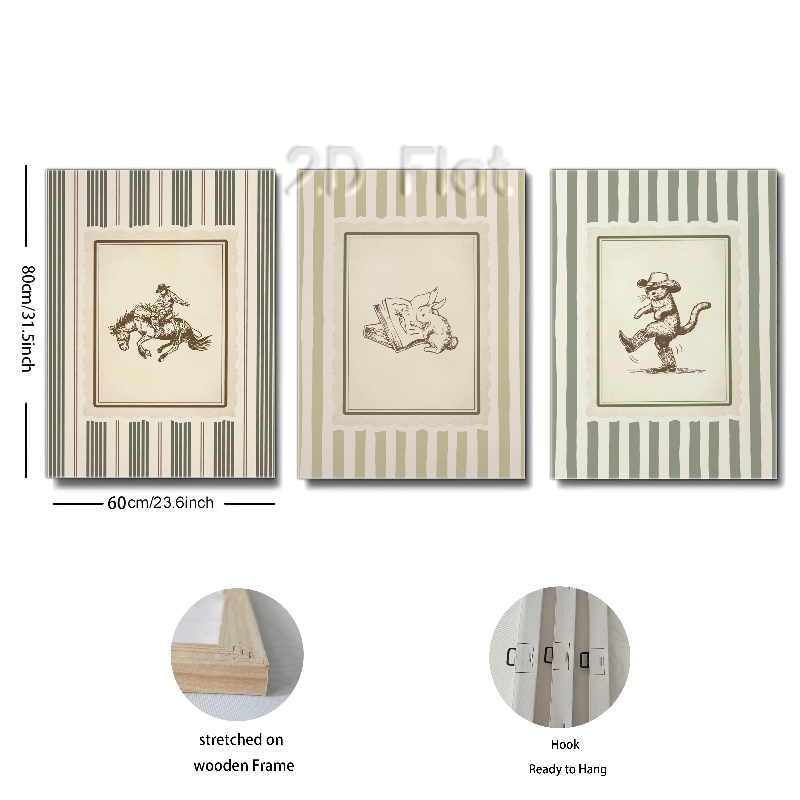 2D Flat
80cm/31.5inch
60cm/23.6inch
stretched on
wooden Frame
Hook
Ready to Hang